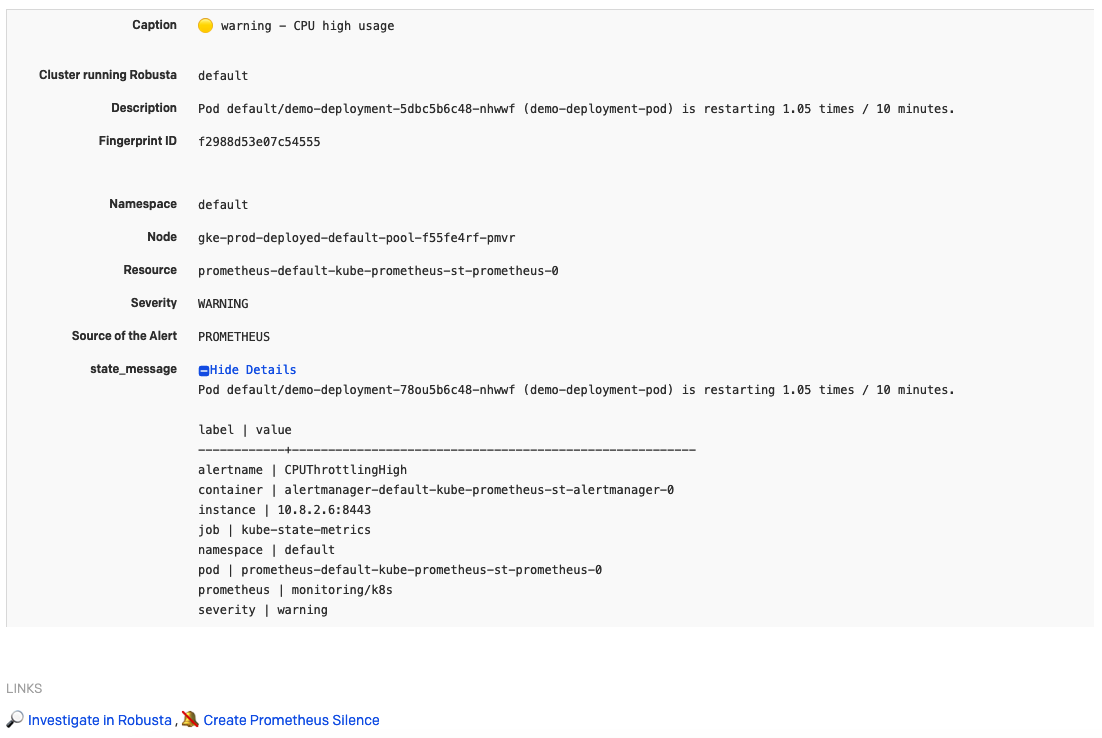 Caption warning - CPU high usage
Cluster running Robusta default
Description Pod default/demo-deployment-5dbc5b6c48-nhwwf (demo-deployment-pod) is restarting 1.05 times / 10 minutes.
Fingerprint ID f2988d53e07c54555
Namespace default
Node gke-prod-deployed-default-pool-f55fe4rf-pmvr
Resource prometheus-default-kube-prometheus-st-prometheus-0
Severity WARNING
Source of the Alert PROMETHEUS
state_message Hide Details
Pod default/demo-deployment-78ou5b6c48-nhwwf (demo-deployment-pod) is restarting 1.05 times / 10 minutes.
label | value
------------+--------------------------------------------------------
alertname | CPUThrottlingHigh
container | alertmanager-default-kube-prometheus-st-alertmanager-0
instance | 10.8.2.6:8443
job | kube-state-metrics
namespace | default
pod | prometheus-default-kube-prometheus-st-prometheus-0
prometheus | monitoring/k8s
severity | warning
LINKS
Investigate in Robusta , Create Prometheus Silence